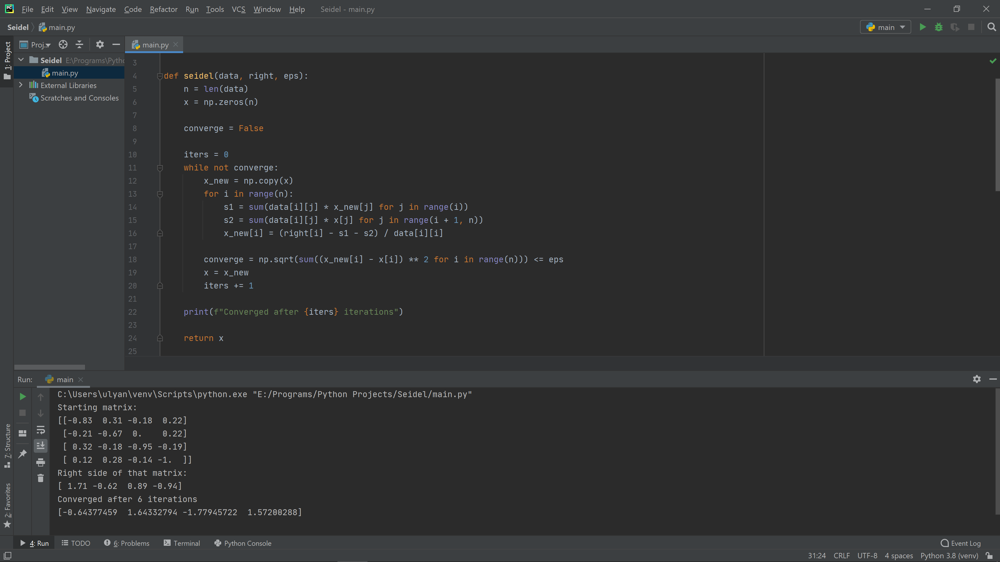 File Edit View Navigate Code Refactor Run Tools VCS Window Help Seidel - main.py
Seidel main.py main
1: Project
Proj..
main.py
Seidel E:\Programs\Pytho
main.py
External Libraries
Scratches and Consoles
3
4 def seidel(data, right, eps):
5 n = len(data)
6 x = np.zeros(n)
7
8 converge = False
9
10 iters = 0
11 while not converge:
12 x_new = np.copy(x)
13 for i in range(n):
14 s1 = sum(data[i][j] * x_new[j] for j in range(i))
15 s2 = sum(data[i][j] * x[j] for j in range(i + 1, n))
16 x_new[i] = (right[i] - s1 - s2) / data[i][i]
17
18 converge = np.sqrt(sum((x_new[i] - x[i]) ** 2 for i in range(n))) <= eps
19 x = x_new
20 iters += 1
21
22 print(f"Converged after {iters} iterations")
23
24 return x
25
7: Structure
2: Favorites
Run: main
C:\Users\ulyan\venv\Scripts\python.exe "E:/Programs/Python Projects/Seidel/main.py"
Starting matrix:
[[-0.83  0.31 -0.18  0.22]
 [-0.21 -0.67  0.    0.22]
 [ 0.32 -0.18 -0.95 -0.19]
 [ 0.12  0.28 -0.14 -1.  ]]
Right side of that matrix:
[ 1.71 -0.62  0.89 -0.94]
Converged after 6 iterations
[-0.64377459  1.64332794 -1.77945722  1.57200288]
4: Run TODO 6: Problems Terminal Python Console Event Log
31:24 CRLF UTF-8 4 spaces Python 3.8 (venv)